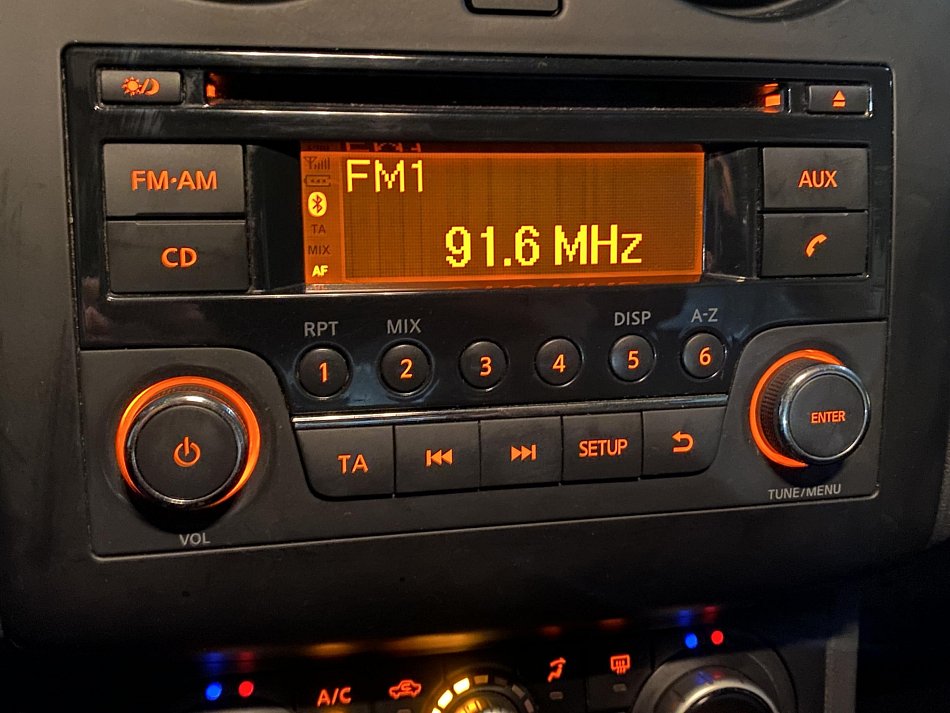 FM·AM
CD
FM1
91.6 MHz
TA
MIX
AF
AUX
RPT
MIX
DISP
A-Z
1
2
3
4
5
6
TA
SETUP
ENTER
VOL
TUNE/MENU
A/C